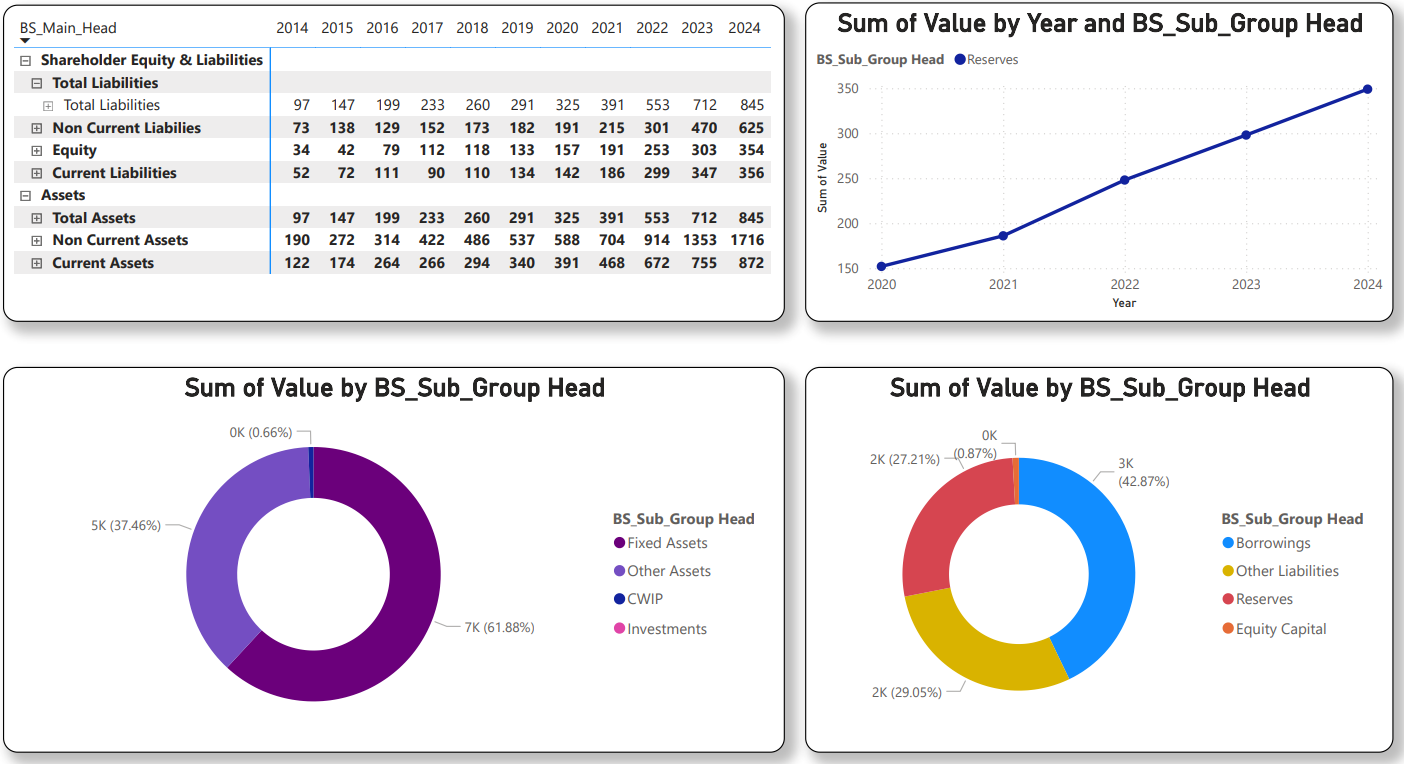 BS_Main_Head 2014 2015 2016 2017 2018 2019 2020 2021 2022 2023 2024
Shareholder Equity & Liabilities
Total Liabilities
Total Liabilities 97 147 199 233 260 291 325 391 553 712 845
Non Current Liabilies 73 138 129 152 173 182 191 215 301 470 625
Equity 34 42 79 112 118 133 157 191 253 303 354
Current Liabilities 52 72 111 90 110 134 142 186 299 347 356
Assets
Total Assets 97 147 199 233 260 291 325 391 553 712 845
Non Current Assets 190 272 314 422 486 537 588 704 914 1353 1716
Current Assets 122 174 264 266 294 340 391 468 672 755 872
Sum of Value by Year and BS_Sub_Group Head
BS_Sub_Group Head Reserves
Sum of Value
350
300
250
200
150
2020 2021 2022 2023 2024
Year
Sum of Value by BS_Sub_Group Head
0K (0.66%)
5K (37.46%)
7K (61.88%)
BS_Sub_Group Head
Fixed Assets
Other Assets
CWIP
Investments
Sum of Value by BS_Sub_Group Head
0K
(0.87%)
2K (27.21%)
3K
(42.87%)
2K (29.05%)
BS_Sub_Group Head
Borrowings
Other Liabilities
Reserves
Equity Capital